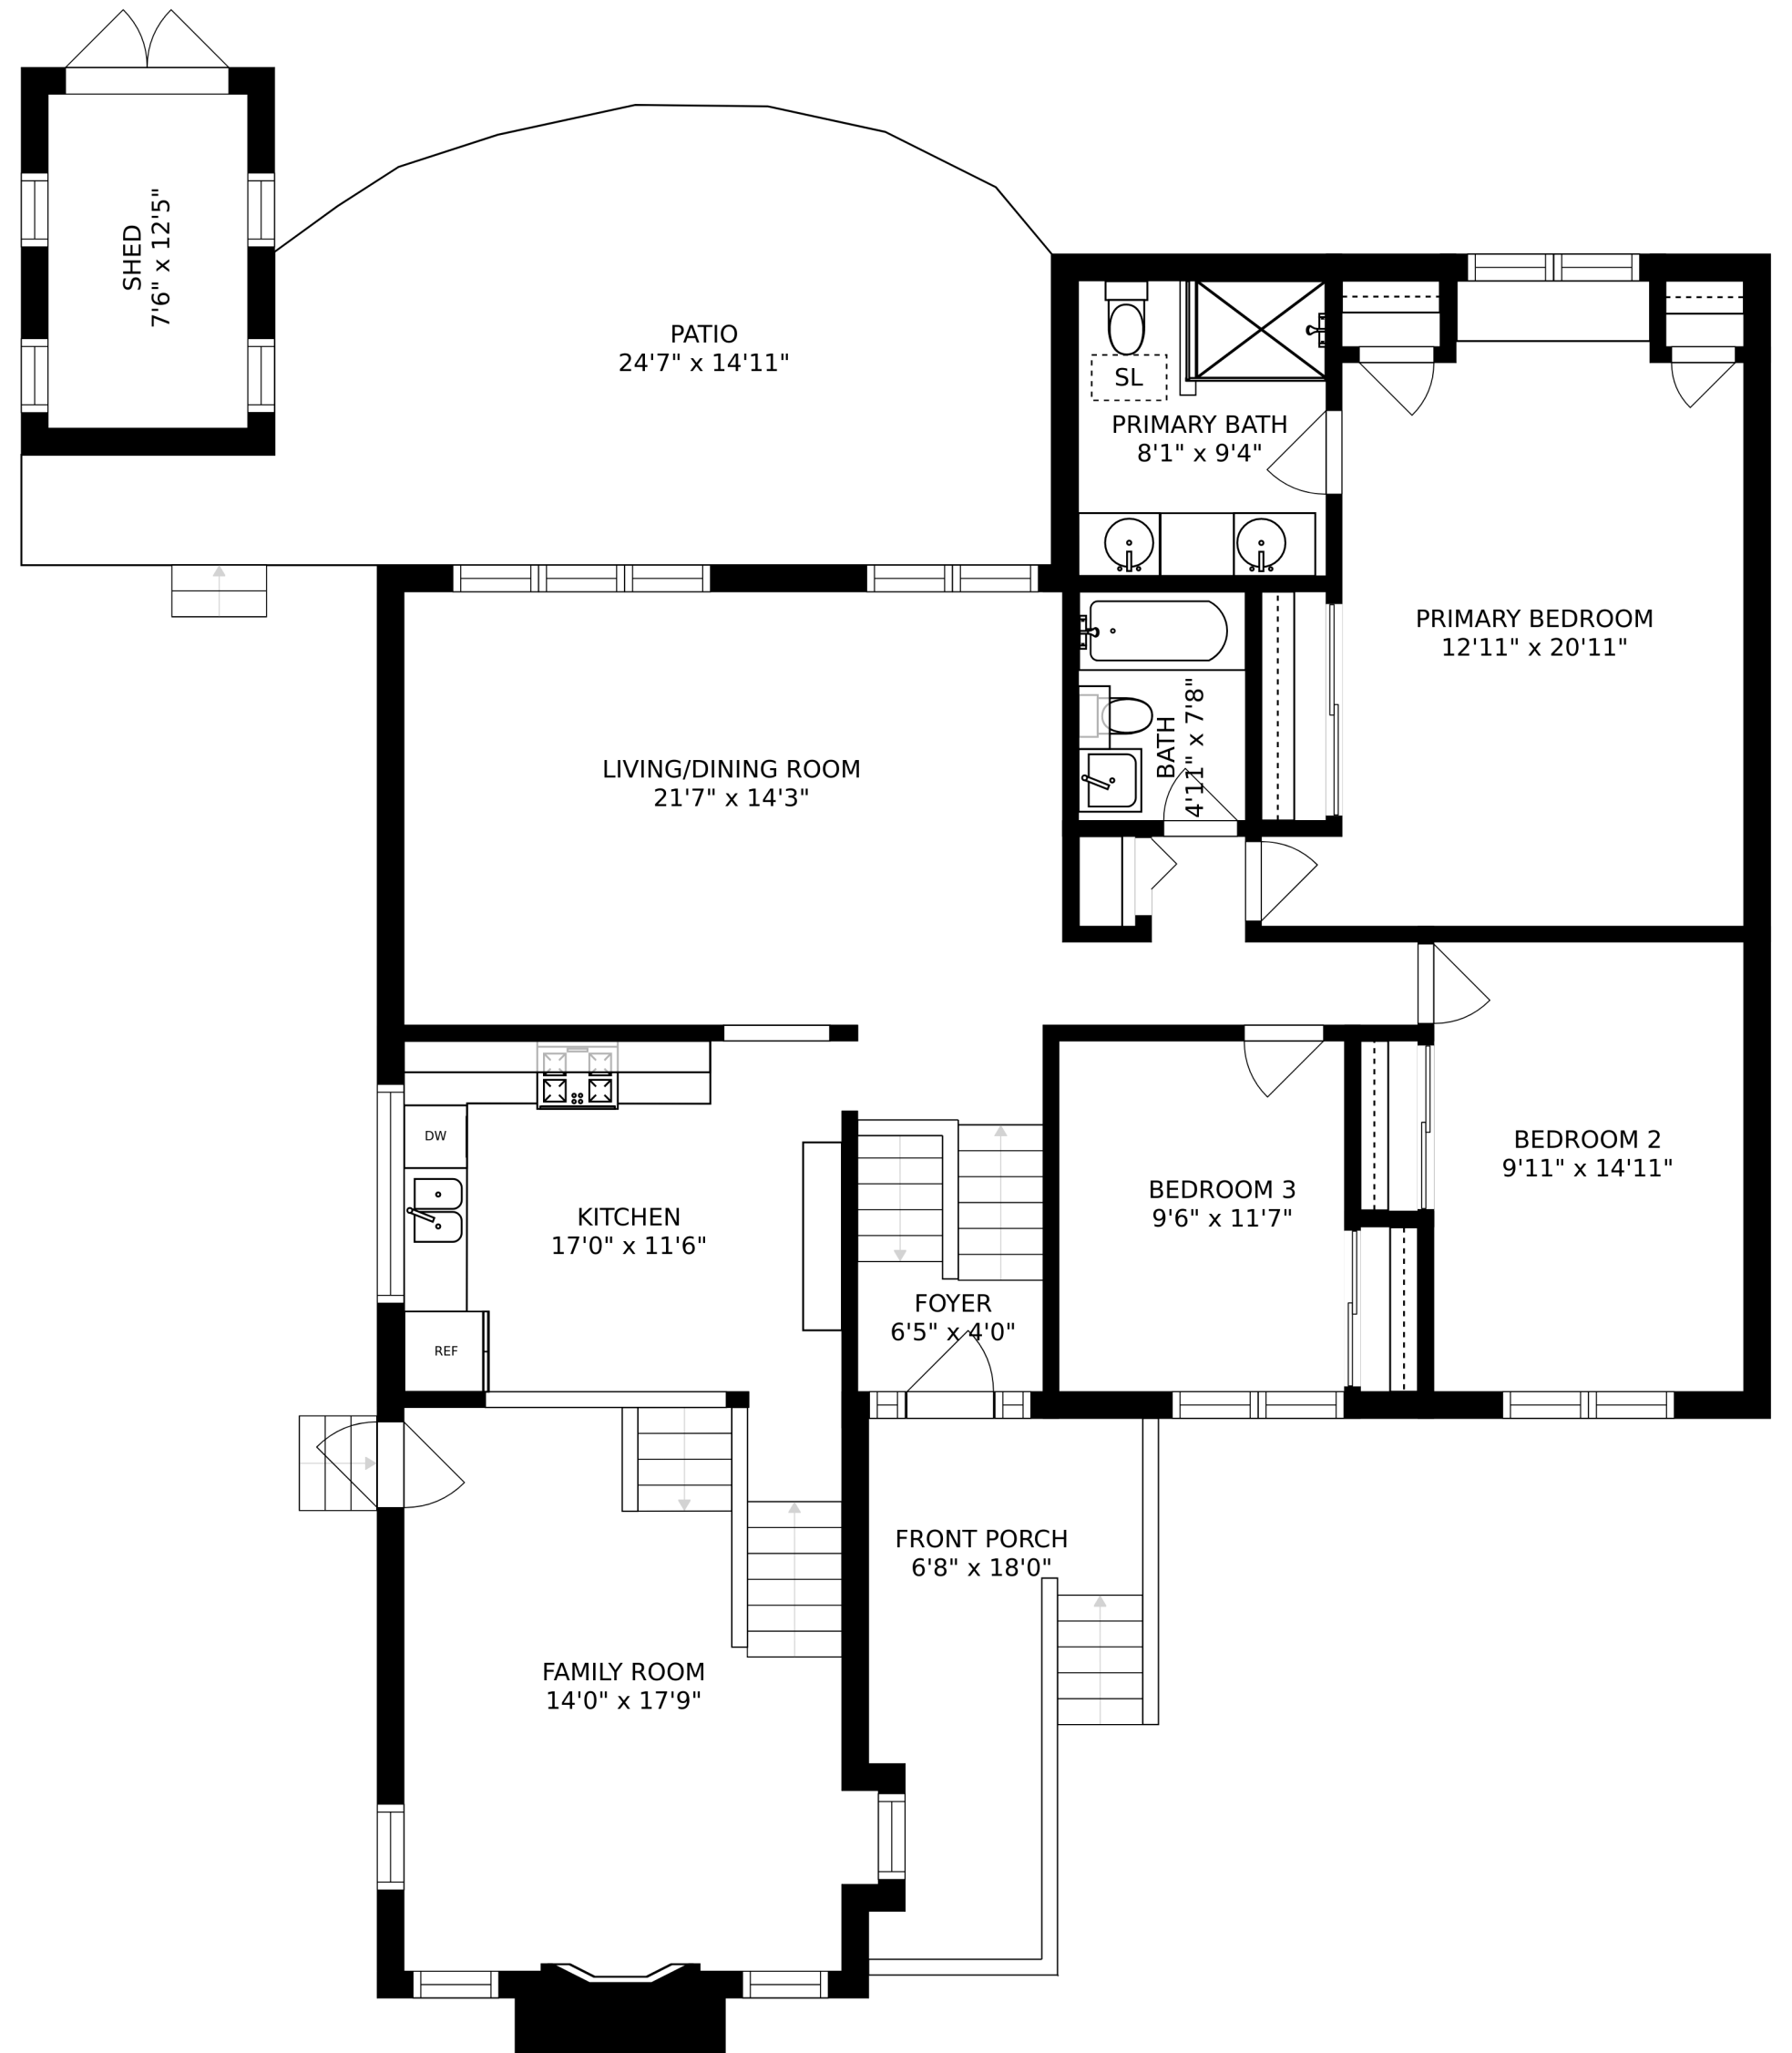 SHED
7'6" x 12'5"
PATIO
24'7" x 14'11"
SL
PRIMARY BATH
8'1" x 9'4"
PRIMARY BEDROOM
12'11" x 20'11"
LIVING/DINING ROOM
21'7" x 14'3"
BATH
4'11" x 7'8"
DW
KITCHEN
17'0" x 11'6"
REF
FOYER
6'5" x 4'0"
BEDROOM 3
9'6" x 11'7"
BEDROOM 2
9'11" x 14'11"
FRONT PORCH
6'8" x 18'0"
FAMILY ROOM
14'0" x 17'9"